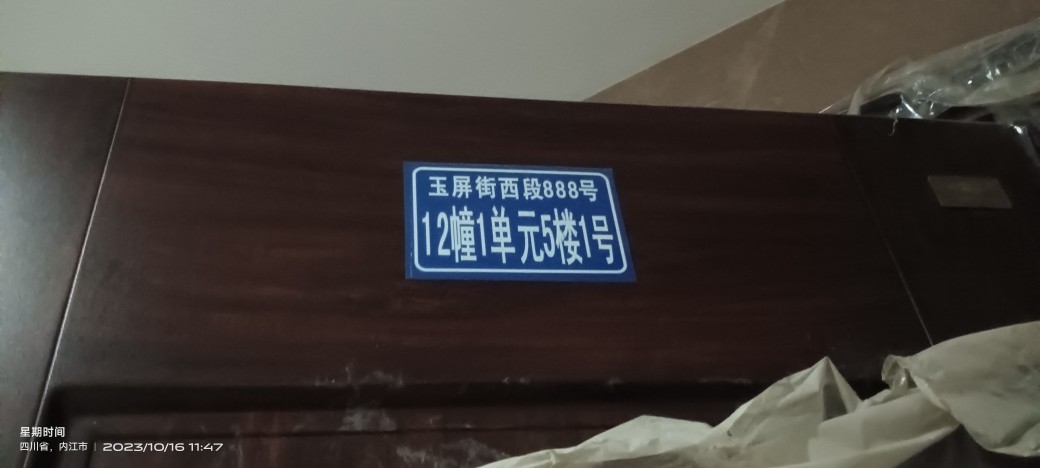 玉屏街西段888号
12幢1单元5楼1号
星期时间
四川省，内江市 | 2023/10/16 11:47